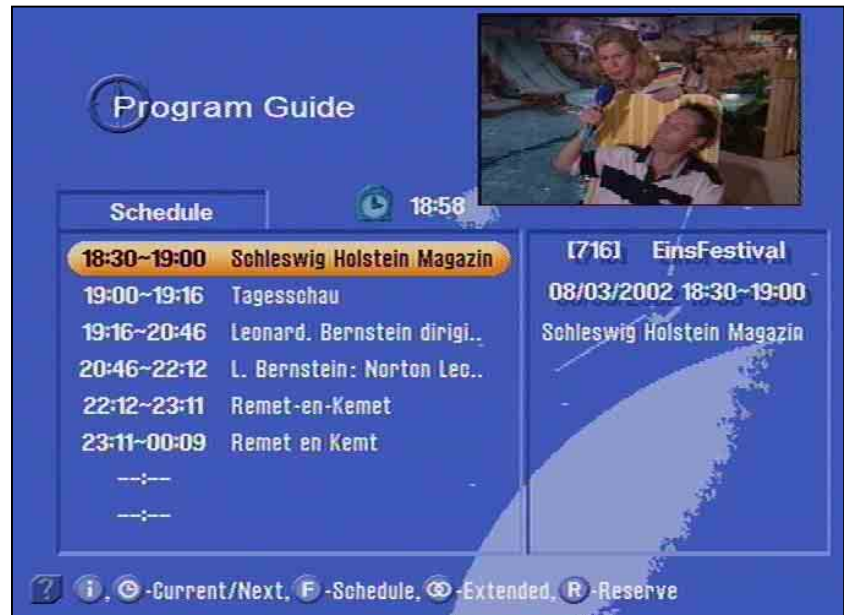 Program Guide
Schedule
18:58
18:30~19:00 Schleswig Holstein Magazin
19:00~19:16 Tagesschau
19:16~20:46 Leonard. Bernstein dirigi..
20:46~22:12 L. Bernstein: Norton Lec..
22:12~23:11 Remet-en-Kemet
23:11~00:09 Remet en Kemt
--:--
--:--
[716] EinsFestival
08/03/2002 18:30~19:00
Schleswig Holstein Magazin
? i, -Current/Next, F -Schedule, -Extended, R -Reserve